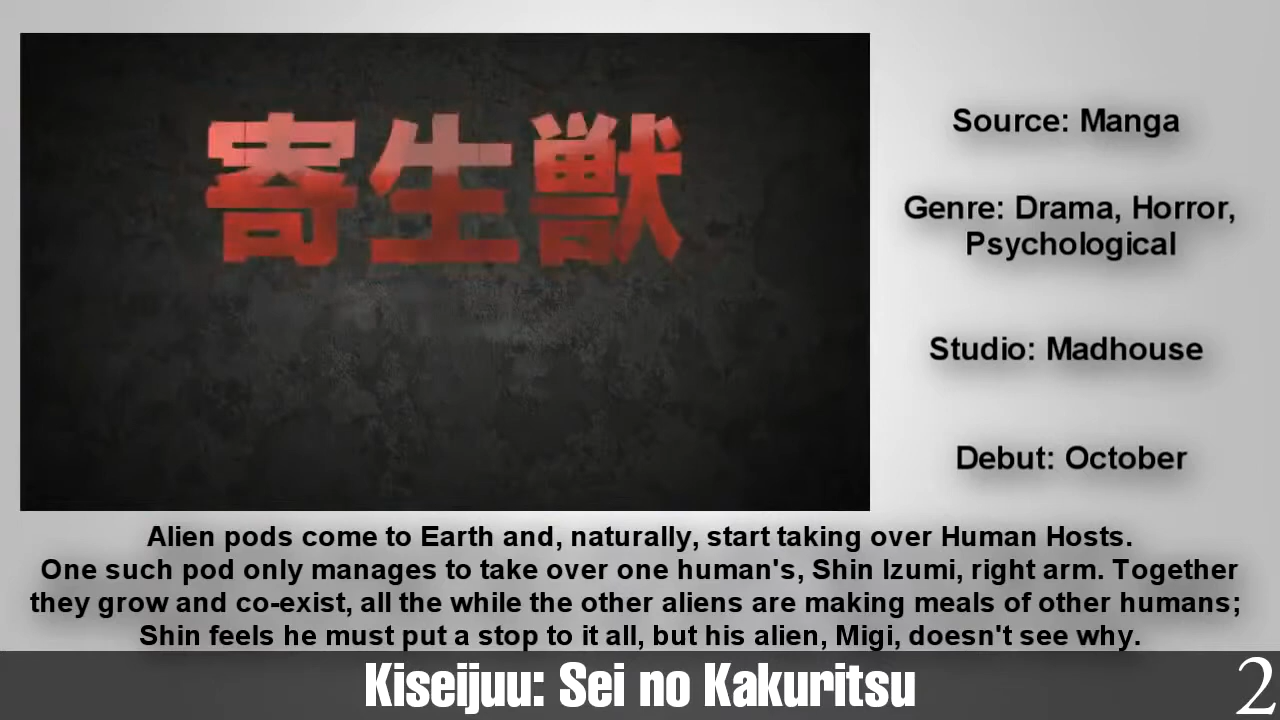 寄生獣
Source: Manga
Genre: Drama, Horror,
Psychological
Studio: Madhouse
Debut: October
Alien pods come to Earth and, naturally, start taking over Human Hosts.
One such pod only manages to take over one human's, Shin Izumi, right arm. Together
they grow and co-exist, all the while the other aliens are making meals of other humans;
Shin feels he must put a stop to it all, but his alien, Migi, doesn't see why.
Kiseijuu: Sei no Kakuritsu
2